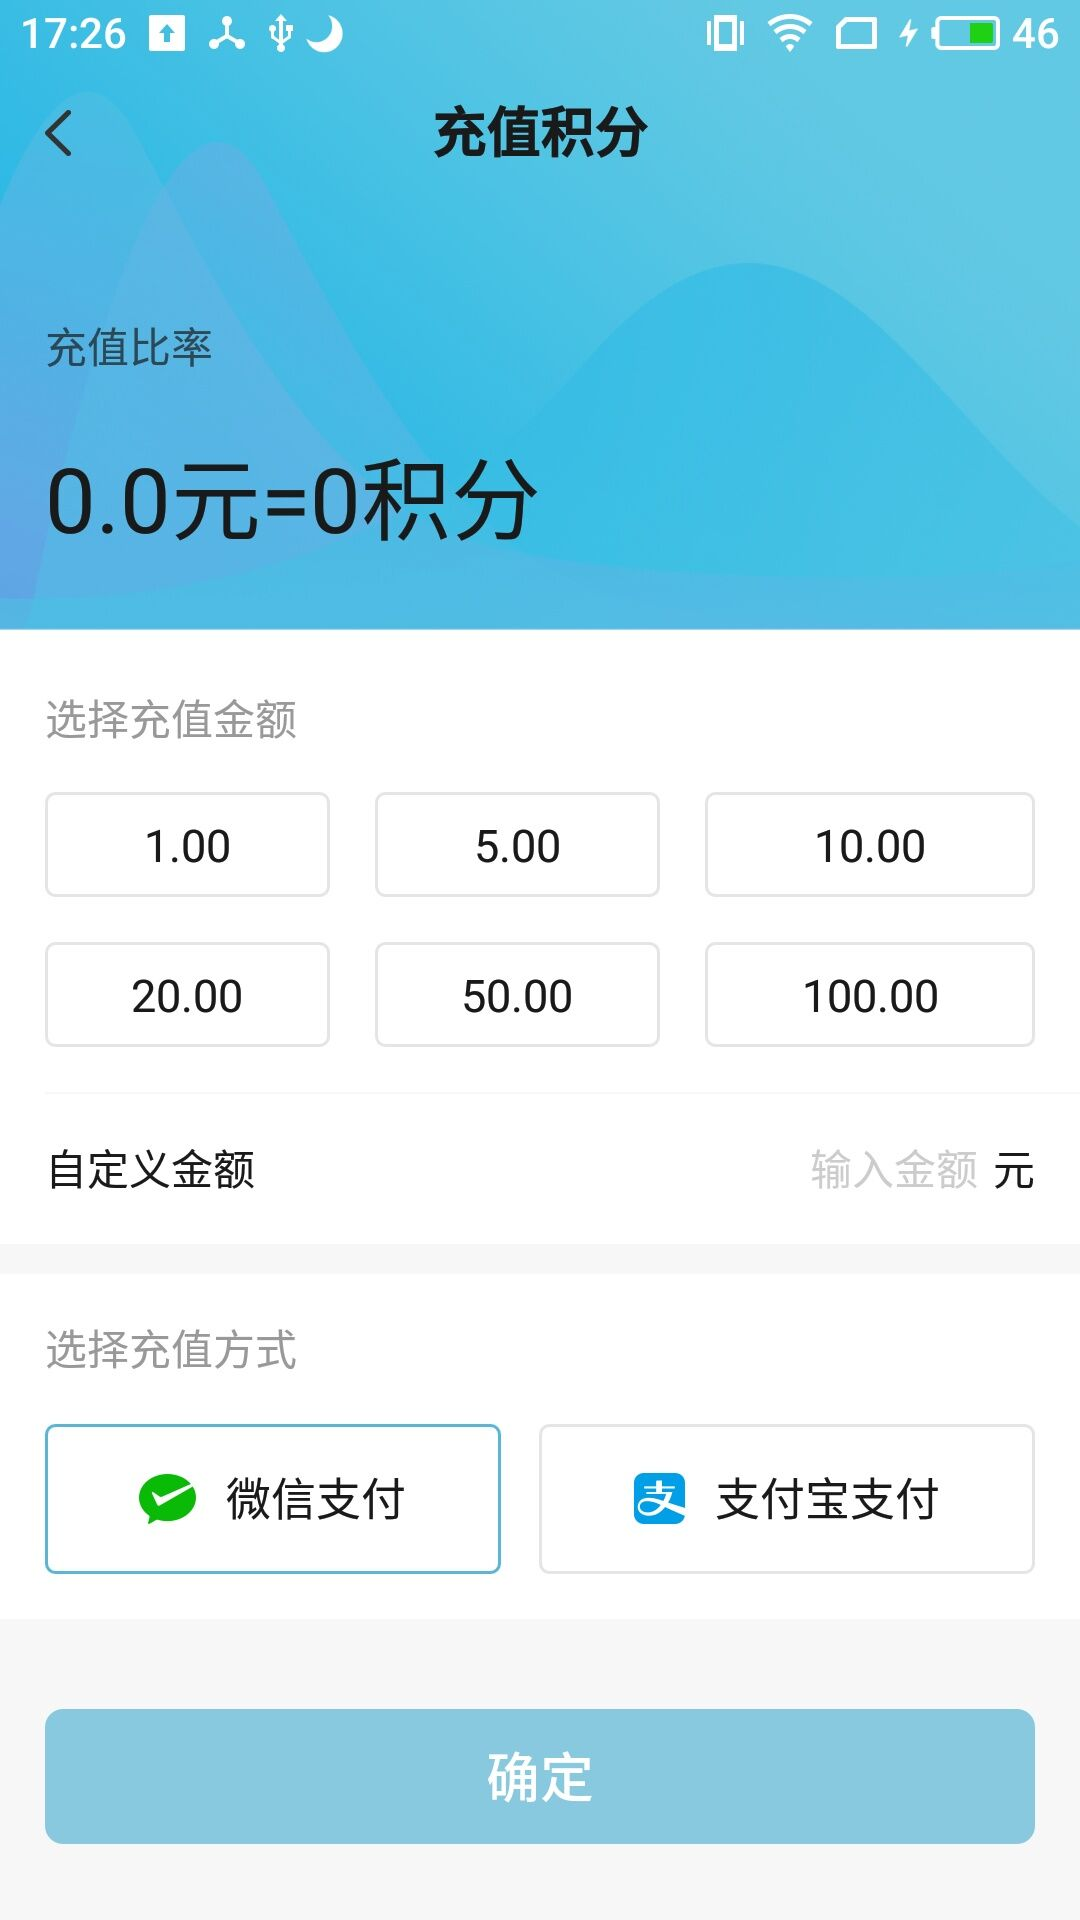 17:26 46
充值积分
充值比率
0.0元=0积分
选择充值金额
1.00 5.00 10.00
20.00 50.00 100.00
自定义金额 输入金额 元
选择充值方式
微信支付 支付宝支付
确定